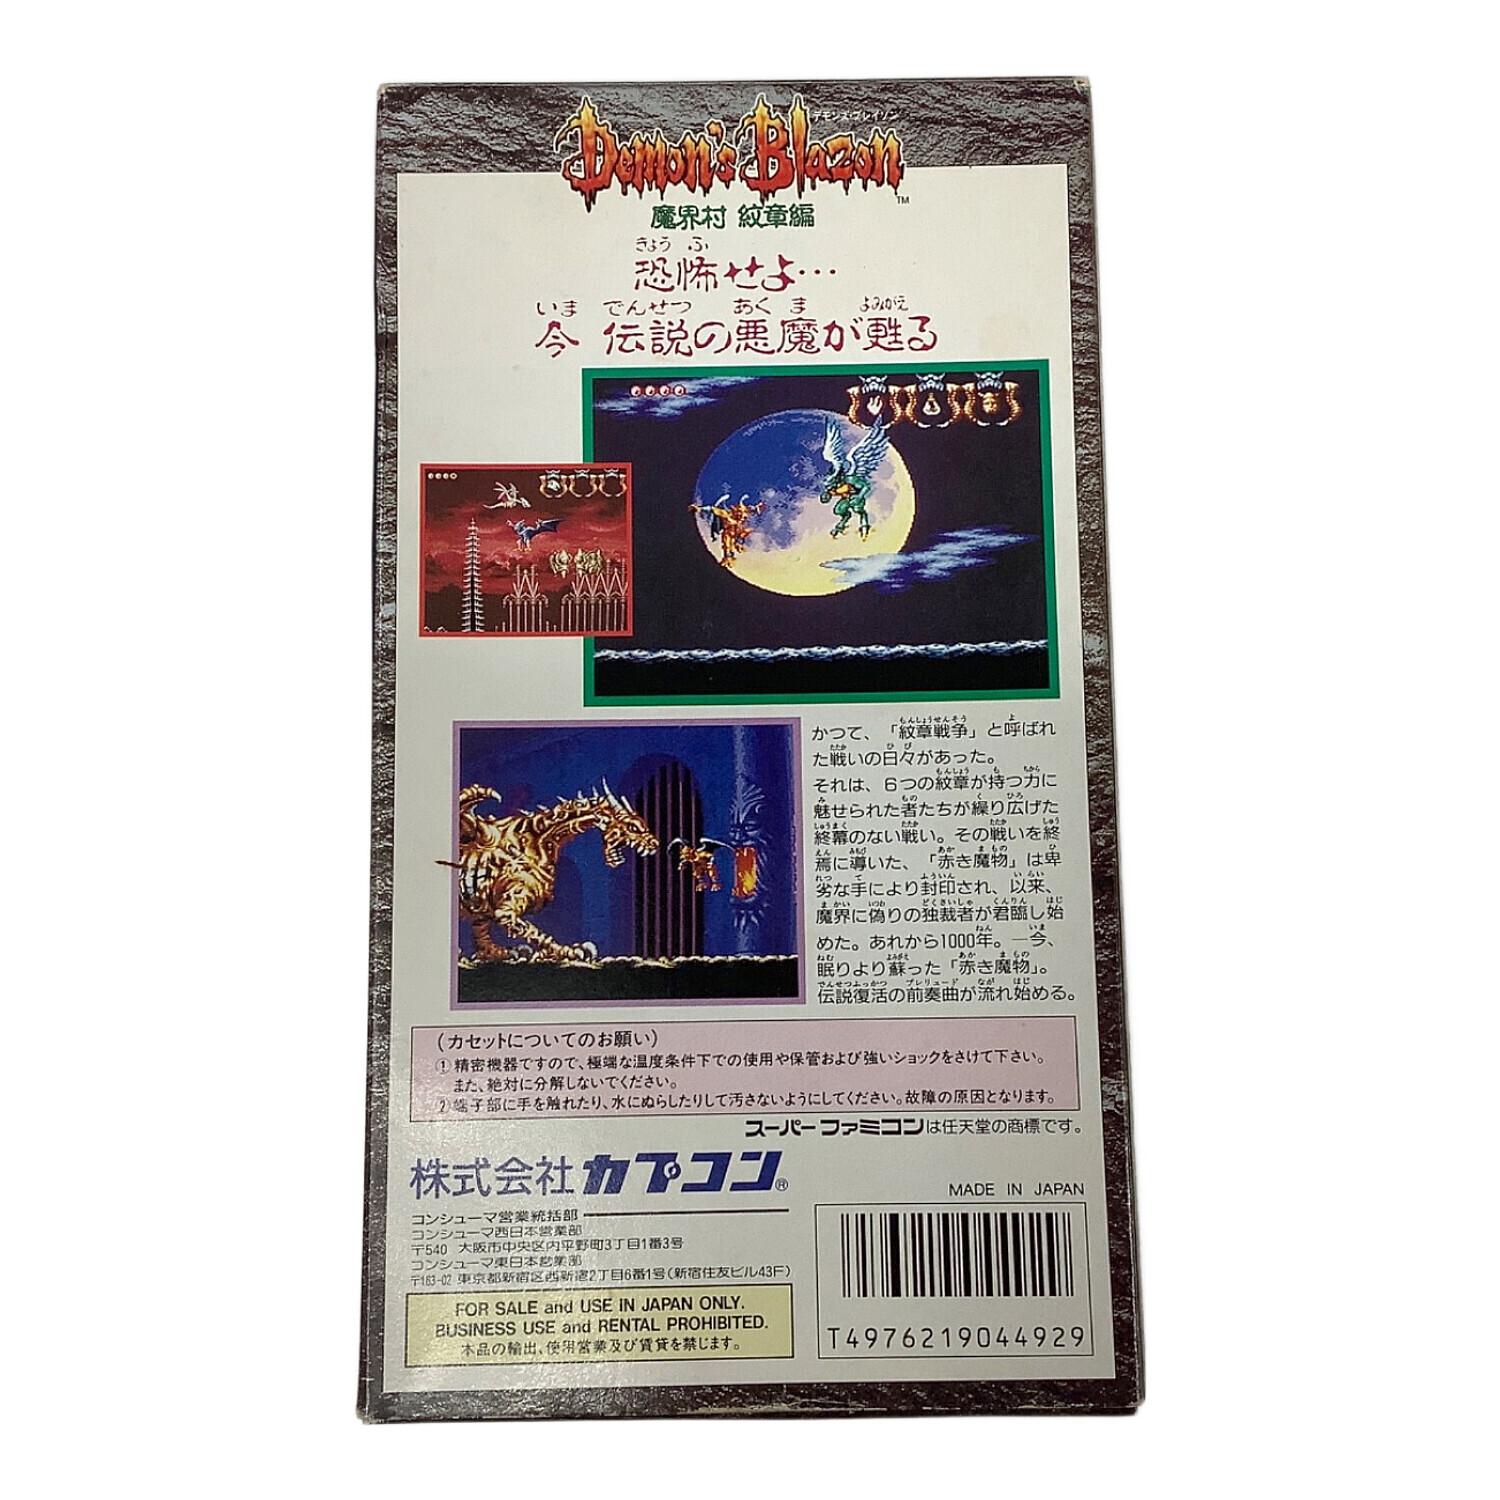 Demon's Blazon
デモンズ・ブレイゾン
TM
魔界村 紋章編
きょう ふ
恐怖せよ…
いま でんせつ あく ま よみがえ
今 伝説の悪魔が甦る
かつて、「紋章戦争」と呼ばれ
た戦いの日々があった。
それは、6つの紋章が持つ力に
魅せられた者たちが繰り広げた
終幕のない戦い。その戦いを終
焉に導いた、「赤き魔物」は卑
劣な手により封印され、以来、
魔界に偽りの独裁者が君臨し始
めた。あれから1000年。—今、
眠りより蘇った「赤き魔物」。
伝説復活の前奏曲が流れ始める。
(カセットについてのお願い)
①精密機器ですので、極端な温度条件下での使用や保管および強いショックをさけて下さい。
また、絶対に分解しないでください。
②端子部に手を触れたり、水にぬらしたりして汚さないようにしてください。故障の原因となります。
スーパーファミコンは任天堂の商標です。
株式会社カプコン®
MADE IN JAPAN
コンシューマ営業統括部
コンシューマ西日本営業部
〒540 大阪市中央区内平野町3丁目1番3号
コンシューマ東日本営業部
〒163-02 東京都新宿区西新宿2丁目6番1号(新宿住友ビル43F)
FOR SALE and USE IN JAPAN ONLY.
BUSINESS USE and RENTAL PROHIBITED.
本品の輸出、使用営業及び賃貸を禁じます。
T4976219044929